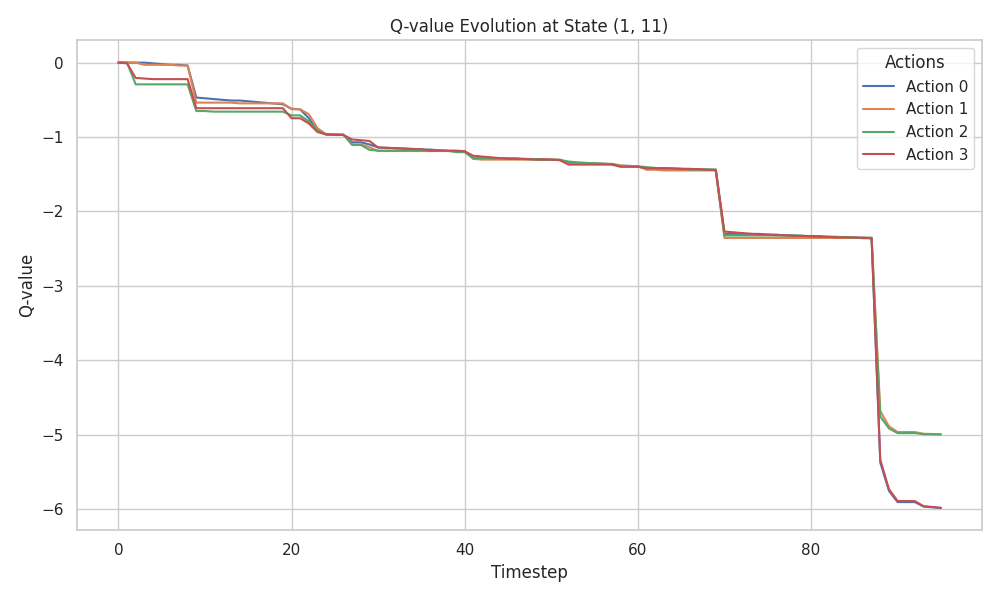 Q-value Evolution at State (1, 11)
Actions
Action 0
Action 1
Action 2
Action 3
Q-value
0
−1
−2
−3
−4
−5
−6
0 20 40 60 80
Timestep